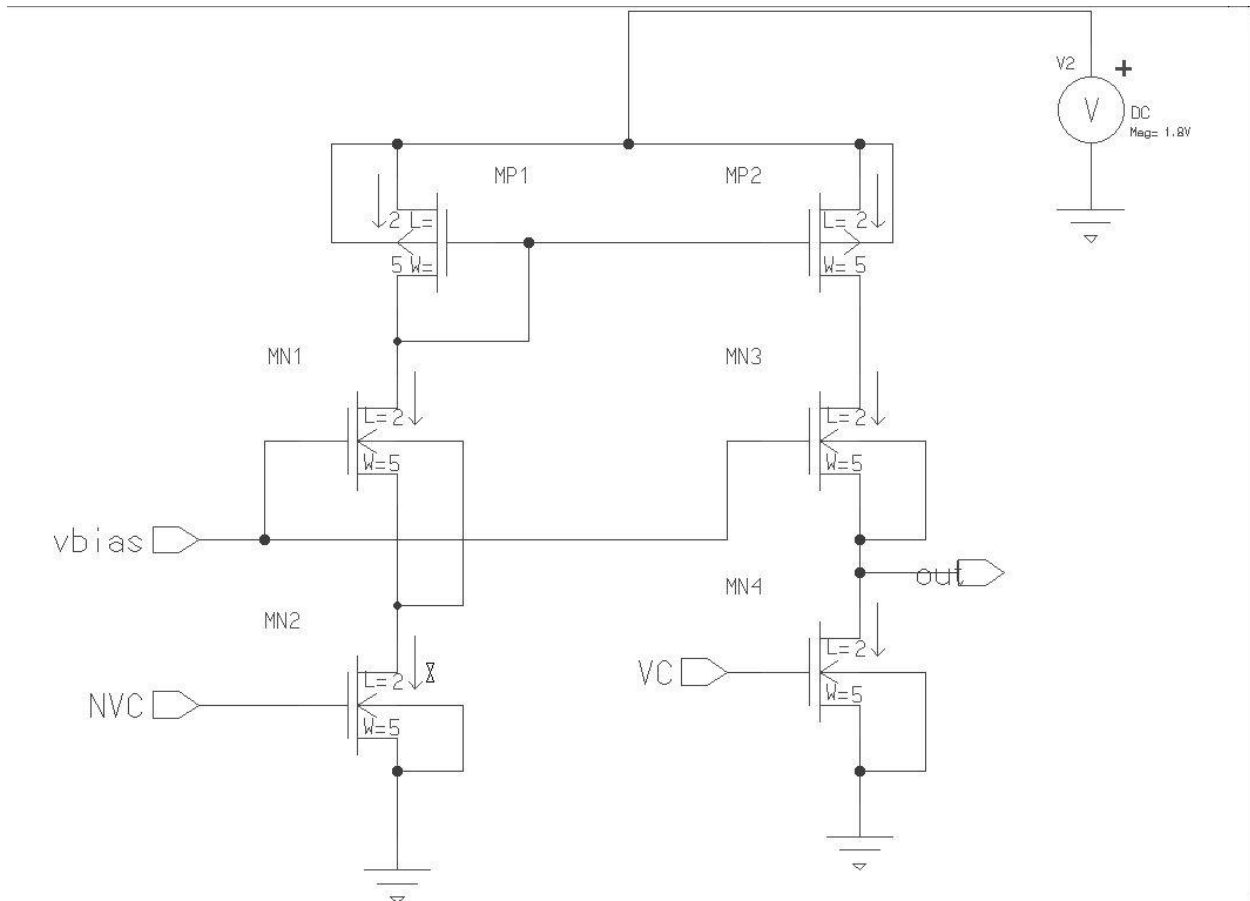 V2
DC
Mag= 1.8V
V
MP1
MP2
2 L=
L= 2
5 W=
W= 5
MN1
MN3
L=2
L=2
W=5
W=5
vbias
out
MN2
MN4
L=2
L=2
NVC
VC
W=5
W=5